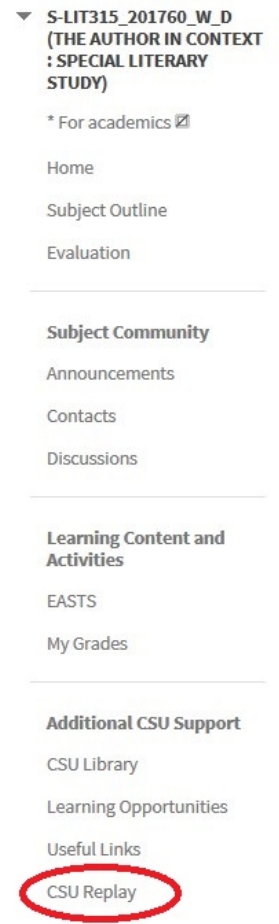 S-LIT315_201760_W_D
(THE AUTHOR IN CONTEXT
: SPECIAL LITERARY
STUDY)
* For academics
Home
Subject Outline
Evaluation
Subject Community
Announcements
Contacts
Discussions
Learning Content and
Activities
EASTS
My Grades
Additional CSU Support
CSU Library
Learning Opportunities
Useful Links
CSU Replay